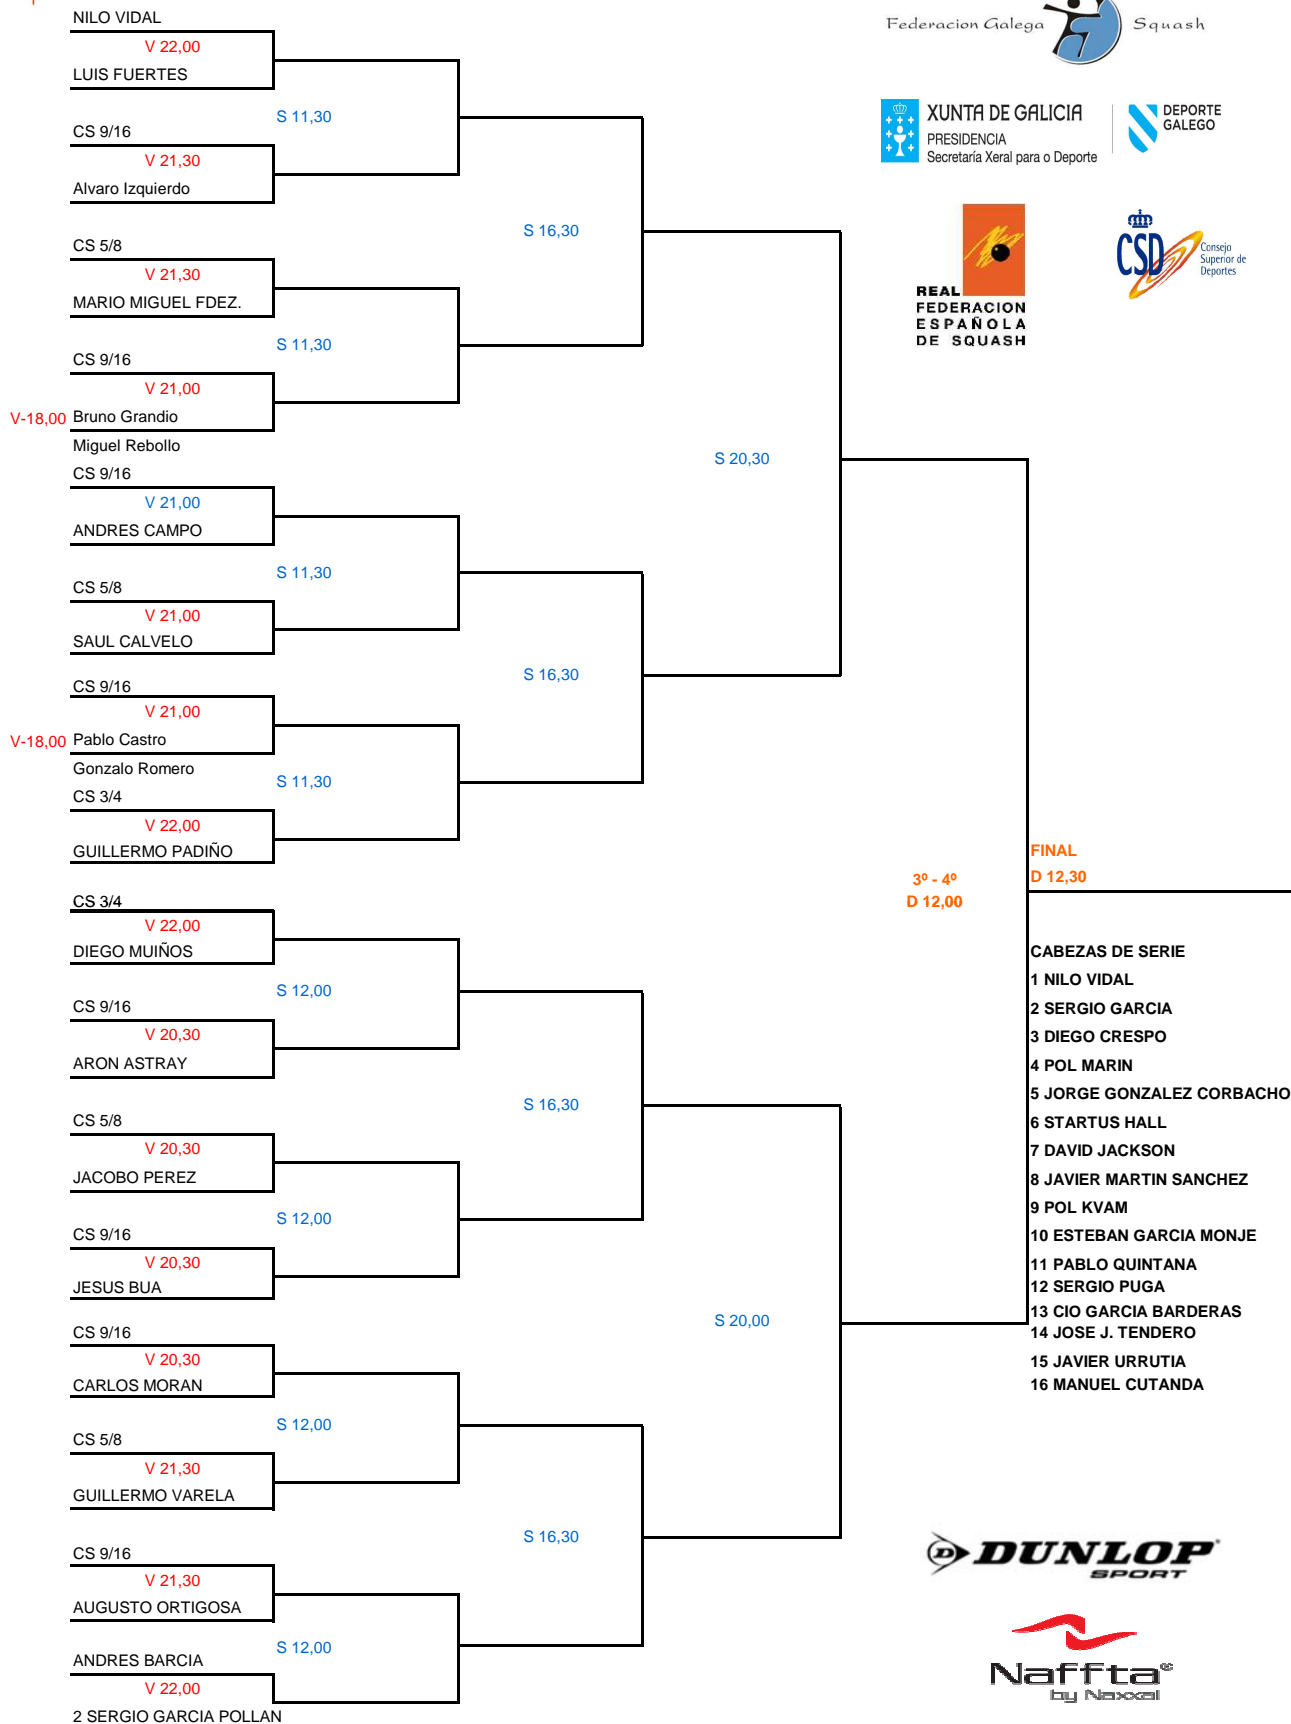 NILO VIDAL
V 22,00
LUIS FUERTES
S 11,30
CS 9/16
V 21,30
Alvaro Izquierdo
S 16,30
CS 5/8
V 21,30
MARIO MIGUEL FDEZ.
S 11,30
CS 9/16
V 21,00
V-18,00 Bruno Grandio
Miguel Rebollo
S 20,30
CS 9/16
V 21,00
ANDRES CAMPO
S 11,30
CS 5/8
V 21,00
SAUL CALVELO
S 16,30
CS 9/16
V 21,00
V-18,00 Pablo Castro
Gonzalo Romero
S 11,30
CS 3/4
V 22,00
GUILLERMO PADIÑO
CS 3/4
V 22,00
DIEGO MUIÑOS
S 12,00
CS 9/16
V 20,30
ARON ASTRAY
S 16,30
CS 5/8
V 20,30
JACOBO PEREZ
S 12,00
CS 9/16
V 20,30
JESUS BUA
S 20,00
CS 9/16
V 20,30
CARLOS MORAN
S 12,00
CS 5/8
V 21,30
GUILLERMO VARELA
S 16,30
CS 9/16
V 21,30
AUGUSTO ORTIGOSA
S 12,00
ANDRES BARCIA
V 22,00
2 SERGIO GARCIA POLLAN
Federacion Galega Squash
XUNTA DE GALICIA
PRESIDENCIA
Secretaría Xeral para o Deporte
DEPORTE
GALEGO
REAL
FEDERACION
ESPAÑOLA
DE SQUASH
CSD
Consejo
Superior de
Deportes
3º - 4º
D 12,00
FINAL
D 12,30
CABEZAS DE SERIE
1 NILO VIDAL
2 SERGIO GARCIA
3 DIEGO CRESPO
4 POL MARIN
5 JORGE GONZALEZ CORBACHO
6 STARTUS HALL
7 DAVID JACKSON
8 JAVIER MARTIN SANCHEZ
9 POL KVAM
10 ESTEBAN GARCIA MONJE
11 PABLO QUINTANA
12 SERGIO PUGA
13 CIO GARCIA BARDERAS
14 JOSE J. TENDERO
15 JAVIER URRUTIA
16 MANUEL CUTANDA
D DUNLOP
SPORT
Naffta®
by Naxxal